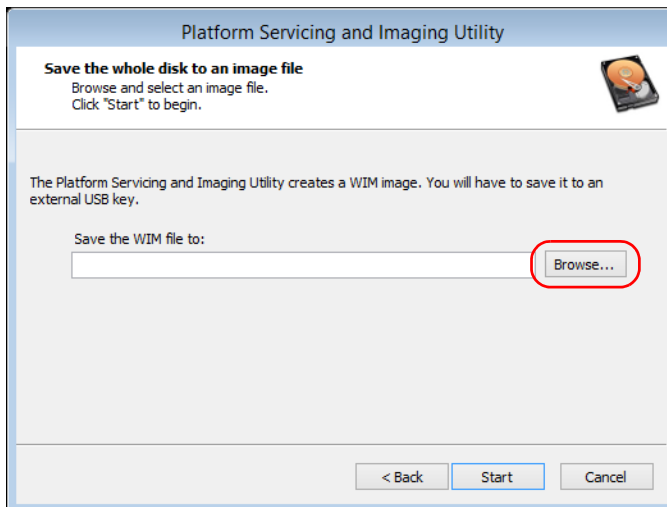 Platform Servicing and Imaging Utility
Save the whole disk to an image file
Browse and select an image file.
Click "Start" to begin.
The Platform Servicing and Imaging Utility creates a WIM image. You will have to save it to an
external USB key.
Save the WIM file to:
Browse...
< Back Start Cancel